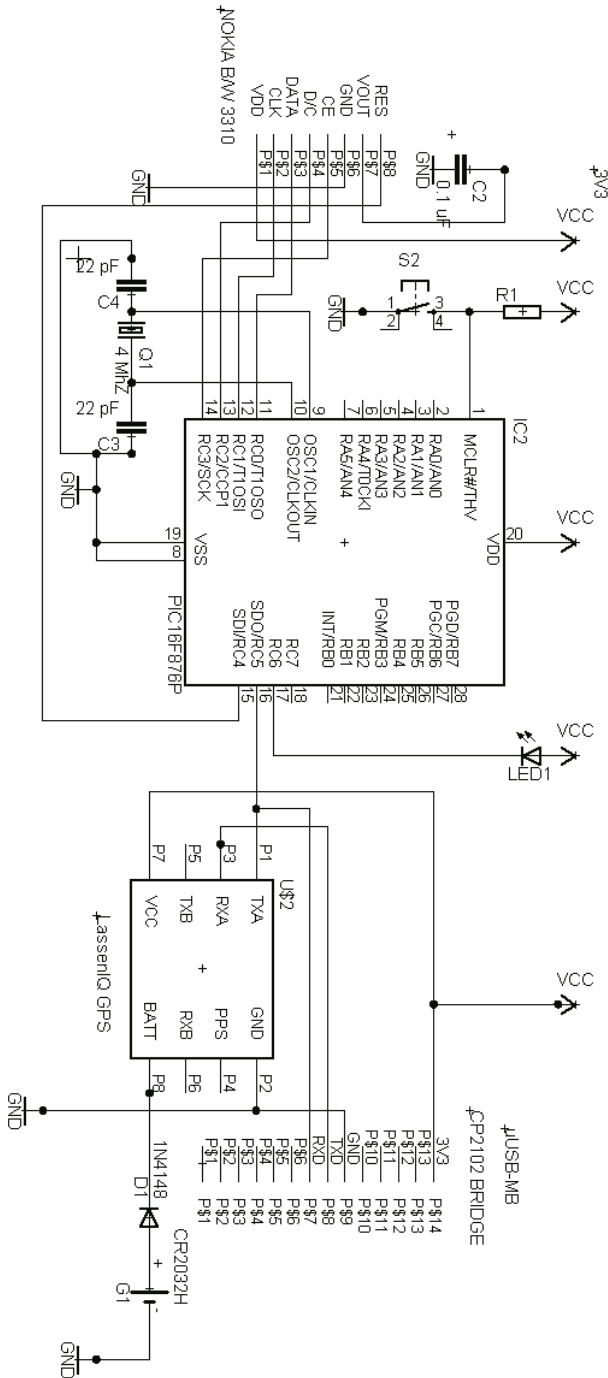 NOKIA B/W 3310
RES
VOUT
GND
CE
D/C
DATA
CLK
VDD
P$8
P$7
P$6
P$5
P$4
P$3
P$2
P$1
GND
C2
0.1 uF
+
GND
3V3
VCC
S2
1
2
3
4
GND
R1
VCC
22 pF
C4
Q1
4 MhZ
22 pF
C3
GND
IC2
PIC16F876P
1
MCLR#/THV
2
RA0/AN0
3
RA1/AN1
4
RA2/AN2
5
RA3/AN3
6
RA4/T0CKI
7
RA5/AN4
9
OSC1/CLKIN
10
OSC2/CLKOUT
11
RC0/T1OSO
12
RC1/T1OSI
13
RC2/CCP1
14
RC3/SCK
20
VDD
VCC
19
8
VSS
28
PGD/RB7
27
PGC/RB6
26
RB5
25
RB4
24
PGM/RB3
23
RB2
22
RB1
21
INT/RB0
18
RC7
17
RC6
16
SDO/RC5
15
SDI/RC4
VCC
LED1
U$2
LassenIQ GPS
P1
TXA
P3
RXA
P5
TXB
P7
VCC
P2
GND
P4
PPS
P6
RXB
P8
BATT
GND
VCC
µUSB-MB
CP2102 BRIDGE
3V3
P$13
P$12
P$11
P$10
GND
TXD
RXD
P$6
P$5
P$4
P$3
P$2
P$1
P$14
P$13
P$12
P$11
P$10
P$9
P$8
P$7
P$6
P$5
P$4
P$3
P$2
P$1
1N4148
D1
CR2032H
+
-
G1
GND